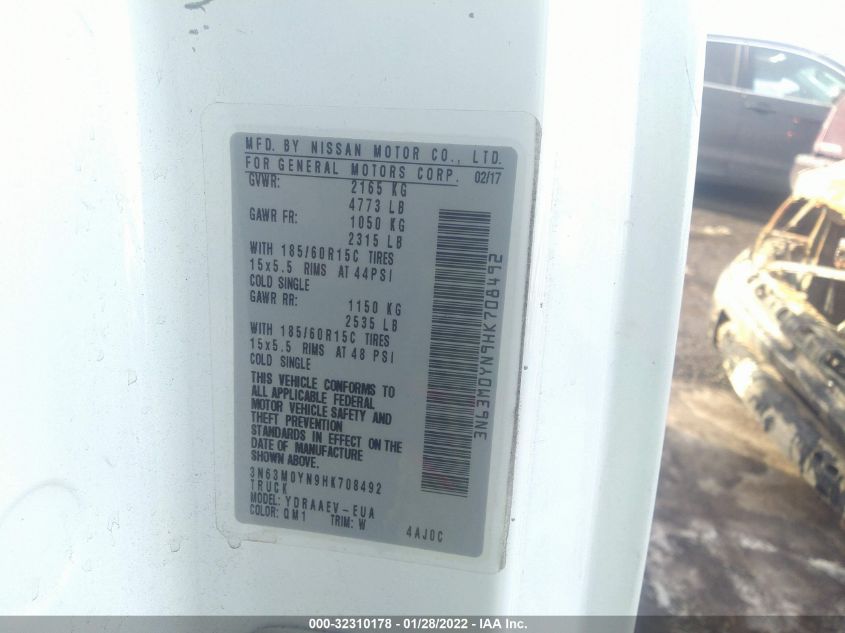 MFD. BY NISSAN MOTOR CO., LTD.
FOR GENERAL MOTORS CORP. 02/17
GVWR: 2165 KG
4773 LB
GAWR FR: 1050 KG
2315 LB
WITH 185/60R15C TIRES
15x5.5 RIMS AT 44PSI
COLD SINGLE
GAWR RR: 1150 KG
2535 LB
WITH 185/60R15C TIRES
15x5.5 RIMS AT 48 PSI
COLD SINGLE
THIS VEHICLE CONFORMS TO
ALL APPLICABLE FEDERAL
MOTOR VEHICLE SAFETY AND
THEFT PREVENTION
STANDARDS IN EFFECT ON THE
DATE OF MANUFACTURE
SHOWN ABOVE.
3N63M0YN9HK708492
TRUCK
MODEL: YDRAAEV-EUA
COLOR: QM1 TRIM: W 4AJ0C
3N63M0YN9HK708492
000-32310178 - 01/28/2022 - IAA Inc.